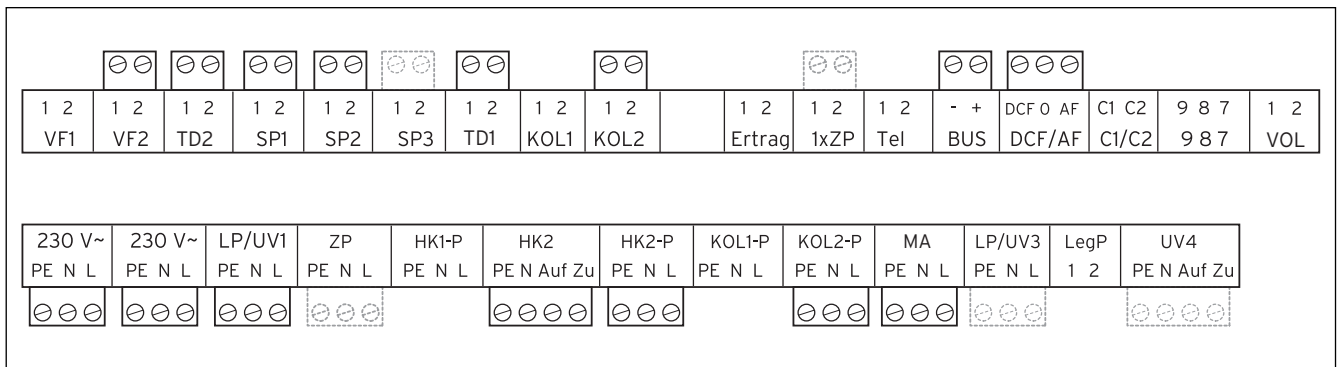 1 2 1 2 1 2 1 2 1 2 1 2 1 2 1 2 1 2 1 2 1 2 1 2 - + DCF O AF C1 C2 9 8 7 1 2
VF1 VF2 TD2 SP1 SP2 SP3 TD1 KOL1 KOL2 Ertrag 1xZP Tel BUS DCF/AF C1/C2 9 8 7 VOL
230 V~ 230 V~ LP/UV1 ZP HK1-P HK2 HK2-P KOL1-P KOL2-P MA LP/UV3 LegP UV4
PE N L PE N L PE N L PE N L PE N L PE N Auf Zu PE N L PE N L PE N L PE N L PE N L 1 2 PE N Auf Zu